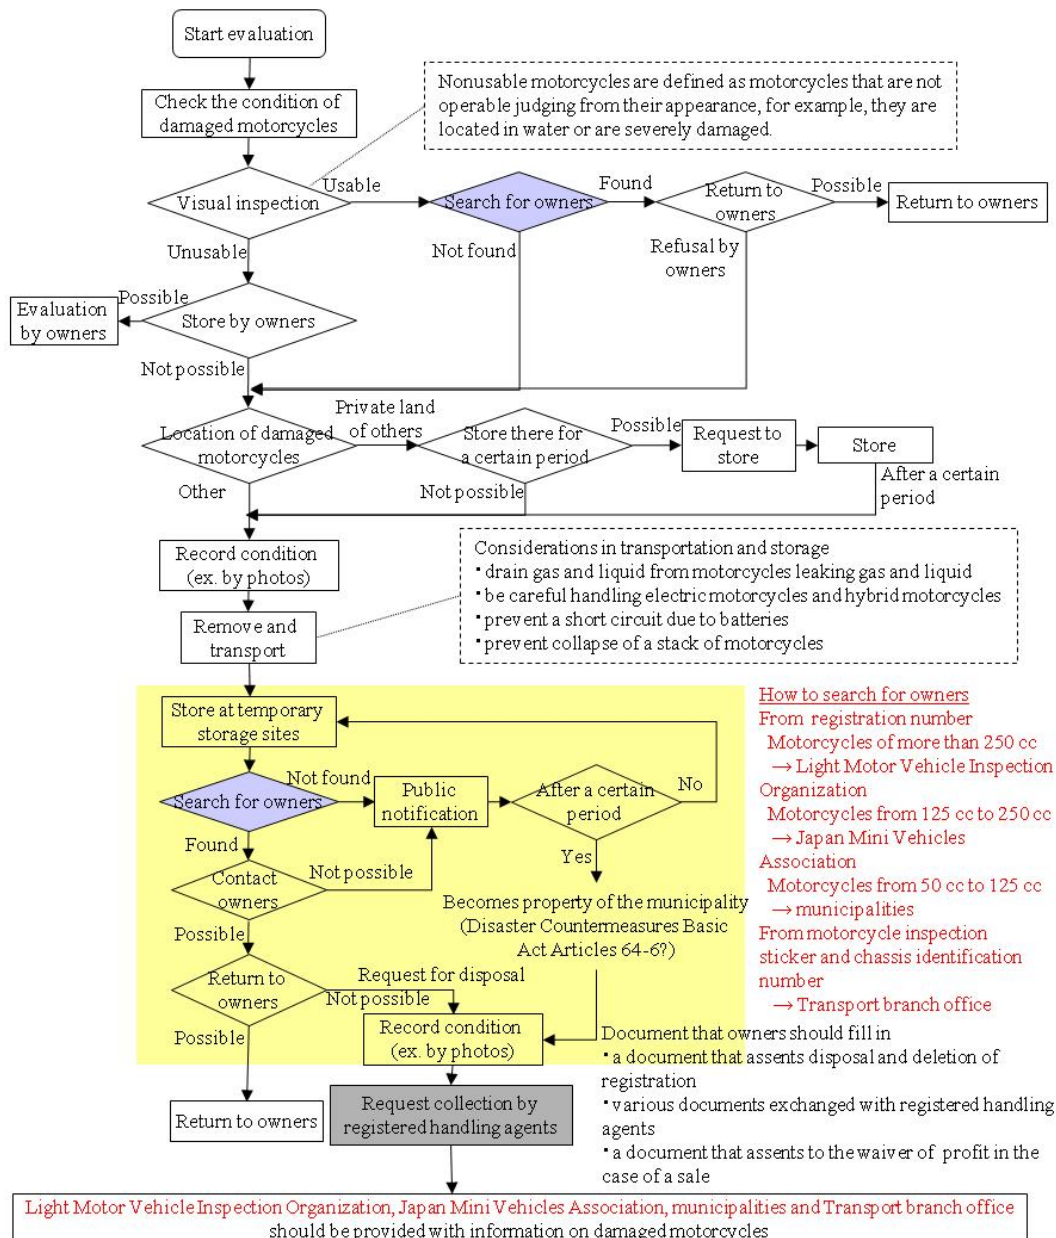 Start evaluation
Check the condition of
damaged motorcycles
Nonusable motorcycles are defined as motorcycles that are not
operable judging from their appearance, for example, they are
located in water or are severely damaged.
Visual inspection
Usable
Search for owners
Found
Return to
owners
Possible
Return to owners
Unusable
Not found
Refusal by
owners
Evaluation
by owners
Possible
Store by owners
Not possible
Location of damaged
motorcycles
Private land
of others
Store there for
a certain period
Possible
Request to
store
Store
Other
Not possible
After a certain
period
Record condition
(ex. by photos)
Considerations in transportation and storage
・drain gas and liquid from motorcycles leaking gas and liquid
・be careful handling electric motorcycles and hybrid motorcycles
・prevent a short circuit due to batteries
・prevent collapse of a stack of motorcycles
Remove and
transport
Store at temporary
storage sites
Search for owners
Not found
Public
notification
After a certain
period
No
Found
Yes
Contact
owners
Not possible
Becomes property of the municipality
(Disaster Countermeasures Basic
Act Articles 64-6?)
Possible
Return to
owners
Request for disposal
Not possible
Possible
Record condition
(ex. by photos)
How to search for owners
From registration number
Motorcycles of more than 250 cc
→Light Motor Vehicle Inspection
Organization
Motorcycles from 125 cc to 250 cc
→Japan Mini Vehicles
Association
Motorcycles from 50 cc to 125 cc
→municipalities
From motorcycle inspection
sticker and chassis identification
number
→Transport branch office
Document that owners should fill in
・a document that assents disposal and deletion of
registration
・various documents exchanged with registered handling
agents
・a document that assents to the waiver of profit in the
case of a sale
Return to owners
Request collection by
registered handling agents
Light Motor Vehicle Inspection Organization, Japan Mini Vehicles Association, municipalities and Transport branch office
should be provided with information on damaged motorcycles